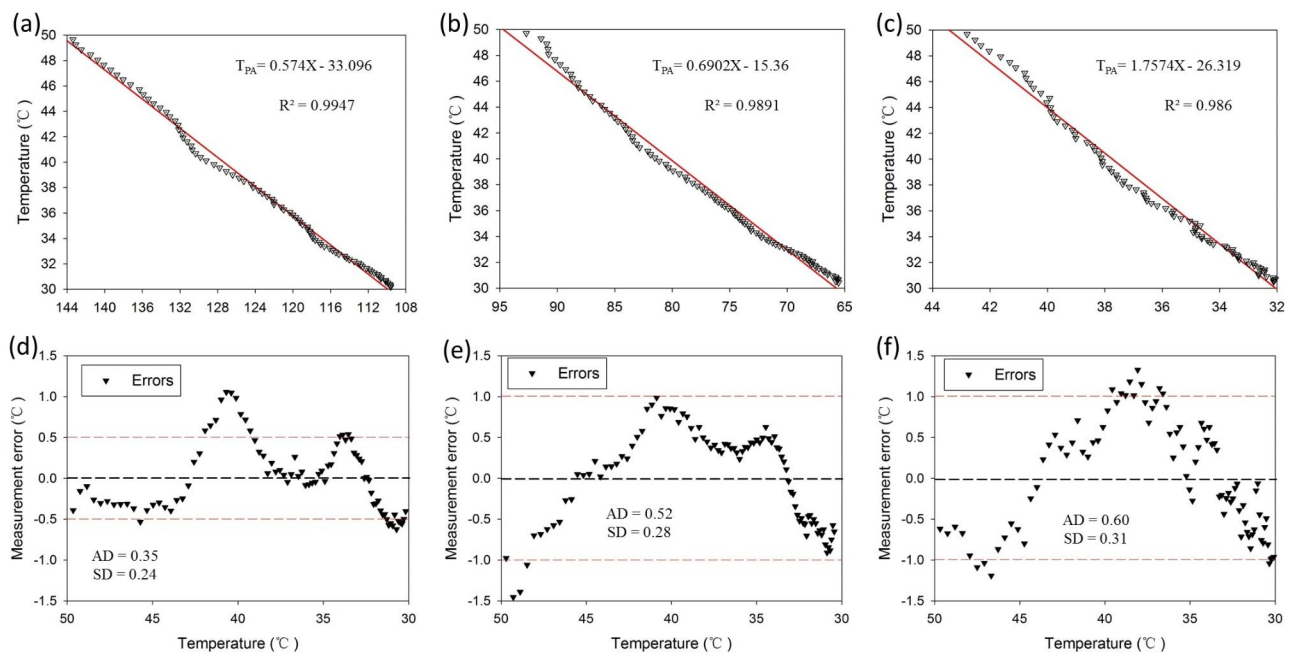 (a)
50
48
46
44
42
40
38
36
34
32
30
Temperature (℃)
T_PA= 0.574X - 33.096
R² = 0.9947
144 140 136 132 128 124 120 116 112 108
(b)
50
48
46
44
42
40
38
36
34
32
30
Temperature (℃)
T_PA= 0.6902X - 15.36
R² = 0.9891
95 90 85 80 75 70 65
(c)
50
48
46
44
42
40
38
36
34
32
30
Temperature (℃)
T_PA= 1.7574X - 26.319
R² = 0.986
44 42 40 38 36 34 32
(d)
1.5
1.0
0.5
0.0
-0.5
-1.0
-1.5
Measurement error (℃)
Errors
AD = 0.35
SD = 0.24
50 45 40 35 30
Temperature (℃)
(e)
1.5
1.0
0.5
0.0
-0.5
-1.0
-1.5
Measurement error (℃)
Errors
AD = 0.52
SD = 0.28
50 45 40 35 30
Temperature (℃)
(f)
1.5
1.0
0.5
0.0
-0.5
-1.0
-1.5
Measurement error (℃)
Errors
AD = 0.60
SD = 0.31
50 45 40 35 30
Temperature (℃)